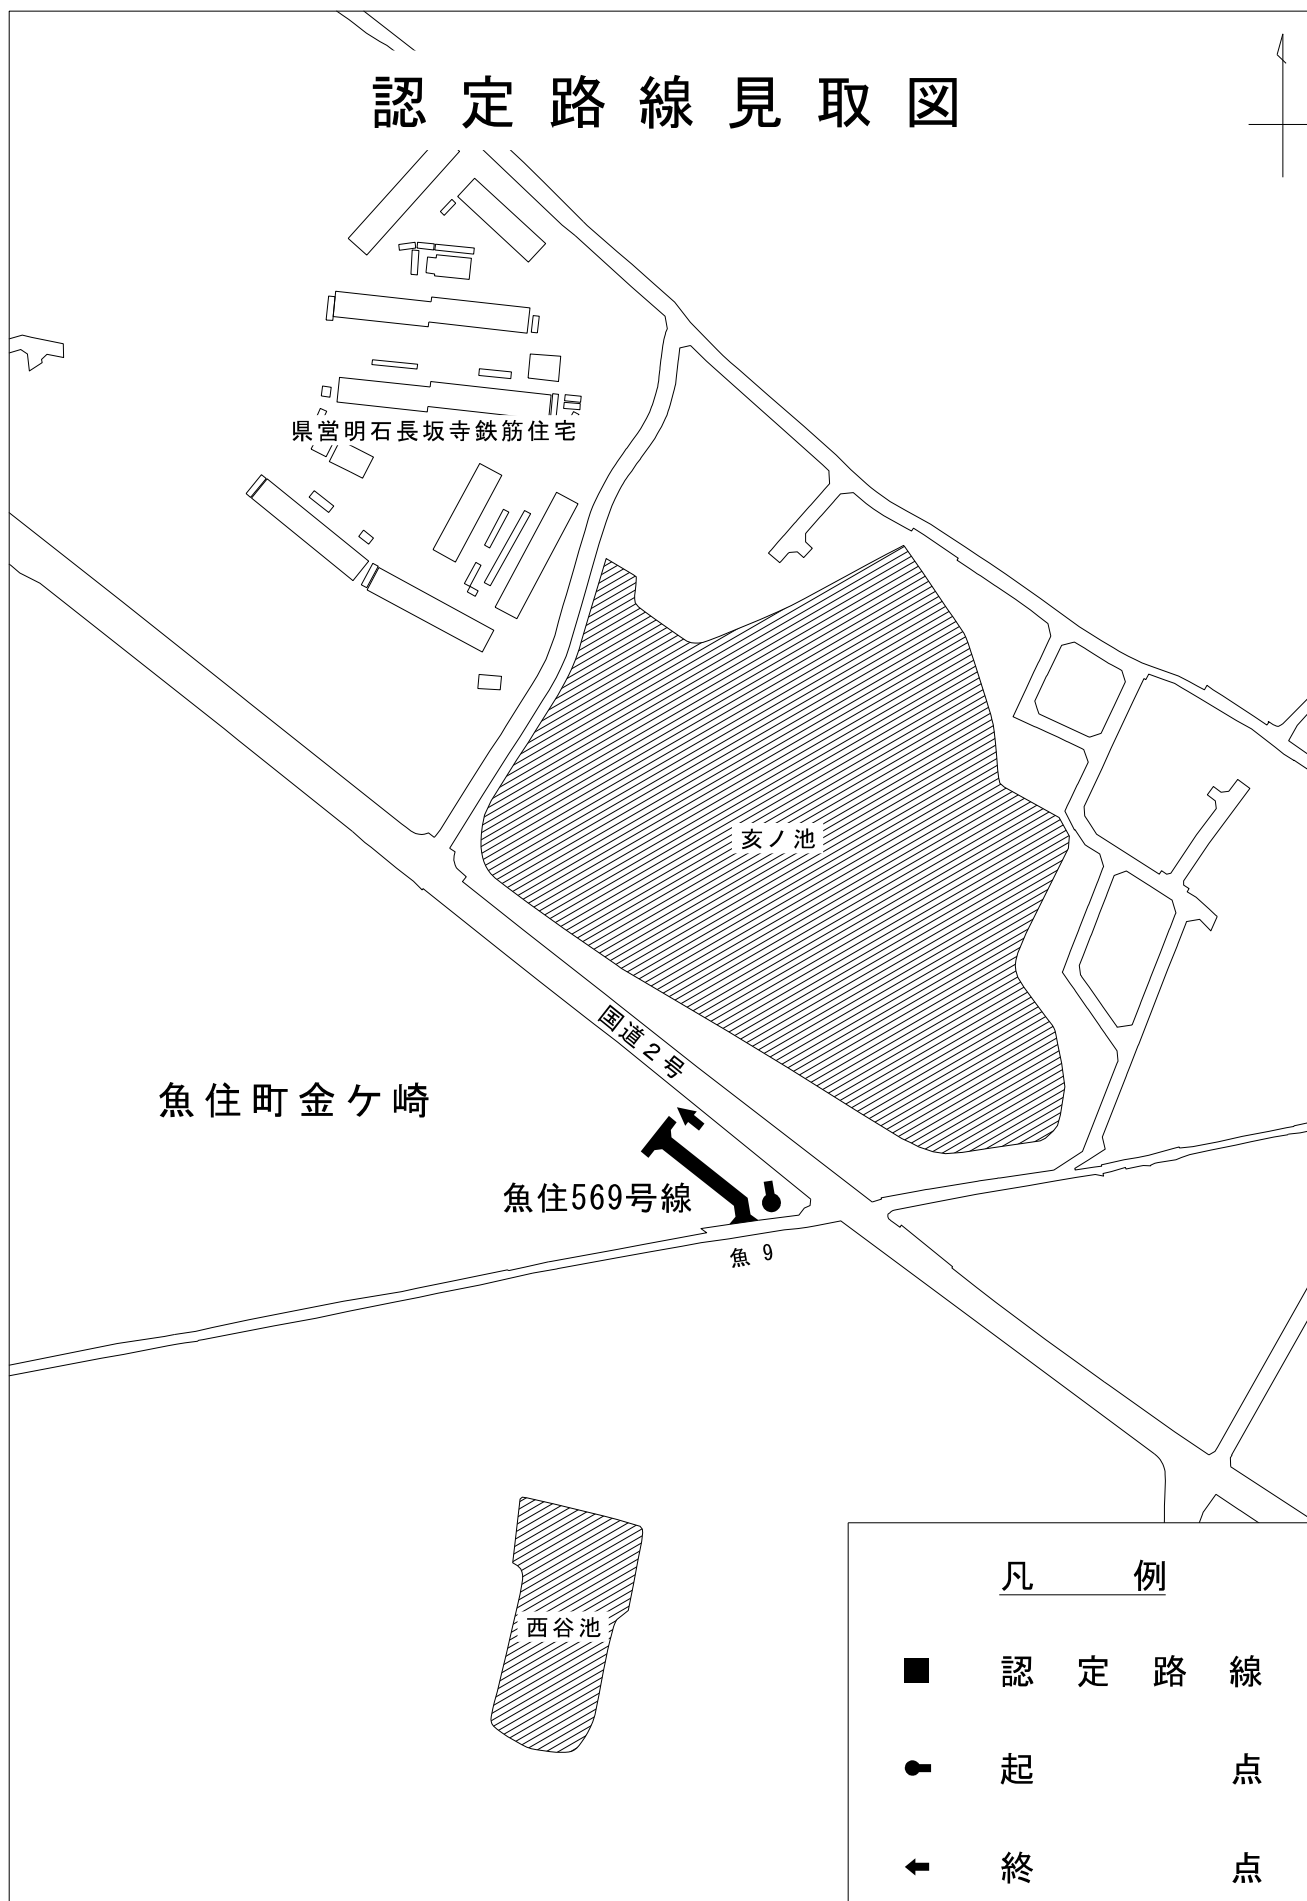 認定路線見取図
県営明石長坂寺鉄筋住宅
亥ノ池
国道２号
魚住町金ケ崎
魚住569号線
魚 9
西谷池
凡例
認定路線
起点
終点